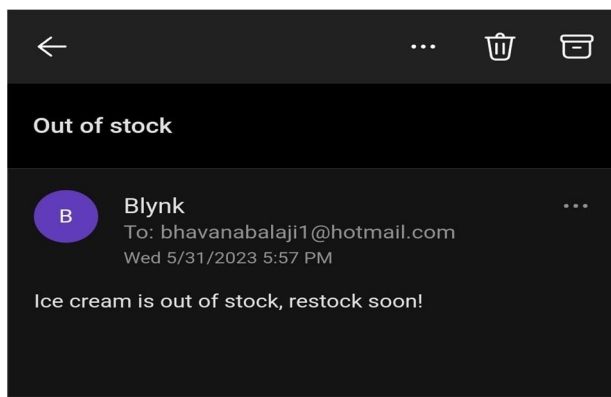 Out of stock
B
Blynk
To: bhavanabalaji1@hotmail.com
Wed 5/31/2023 5:57 PM
Ice cream is out of stock, restock soon!